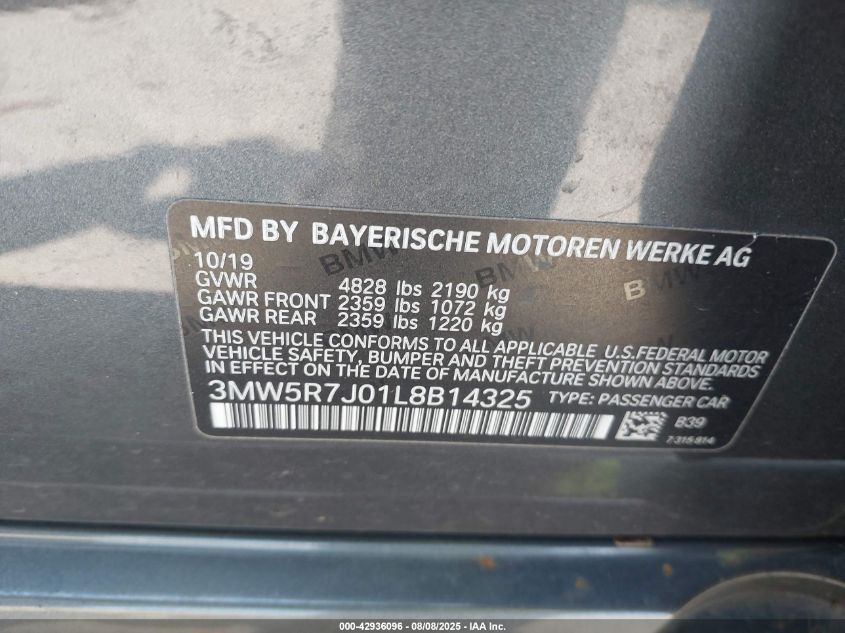 MFD BY BAYERISCHE MOTOREN WERKE AG
10/19
GVWR 4828 lbs 2190 kg
GAWR FRONT 2359 lbs 1072 kg
GAWR REAR 2359 lbs 1220 kg
THIS VEHICLE CONFORMS TO ALL APPLICABLE U.S.FEDERAL MOTOR
VEHICLE SAFETY, BUMPER AND THEFT PREVENTION STANDARDS
IN EFFECT ON THE DATE OF MANUFACTURE SHOWN ABOVE.
3MW5R7J01L8B14325 TYPE: PASSENGER CAR
B39
7 315 814
000-42936096 - 08/08/2025 - IAA Inc.